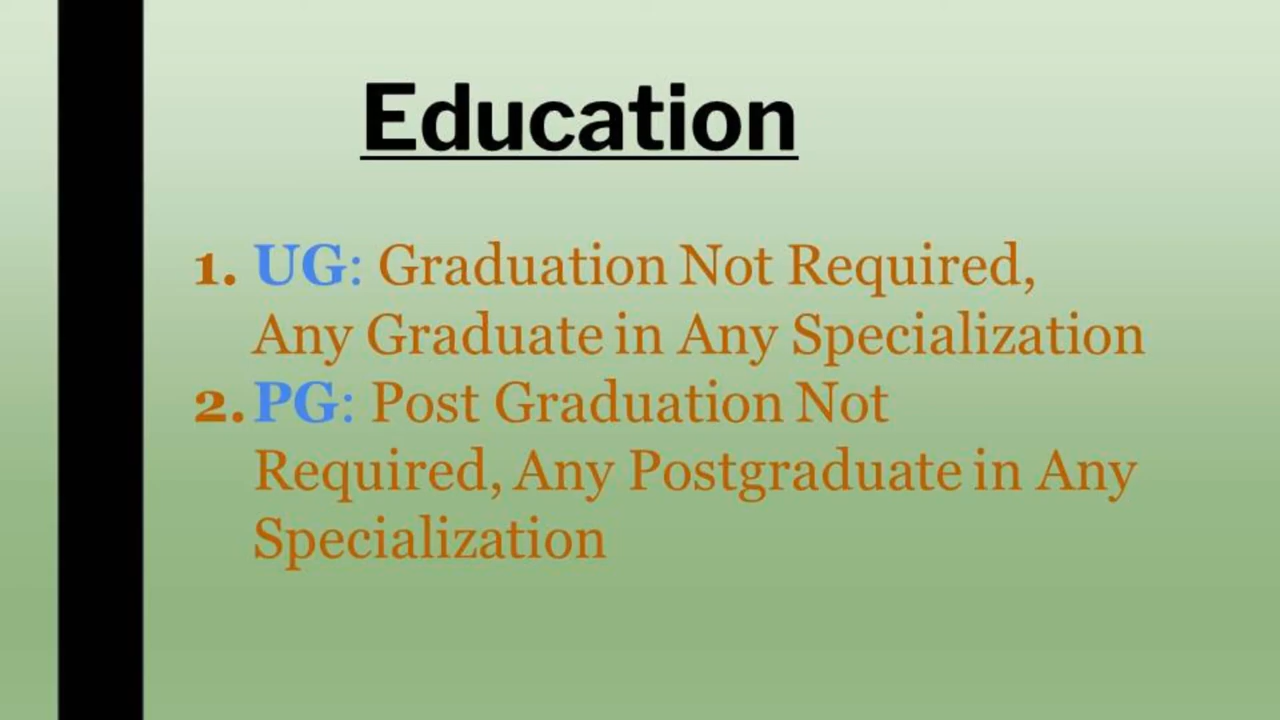 Education
1. UG: Graduation Not Required,
Any Graduate in Any Specialization
2. PG: Post Graduation Not
Required, Any Postgraduate in Any
Specialization